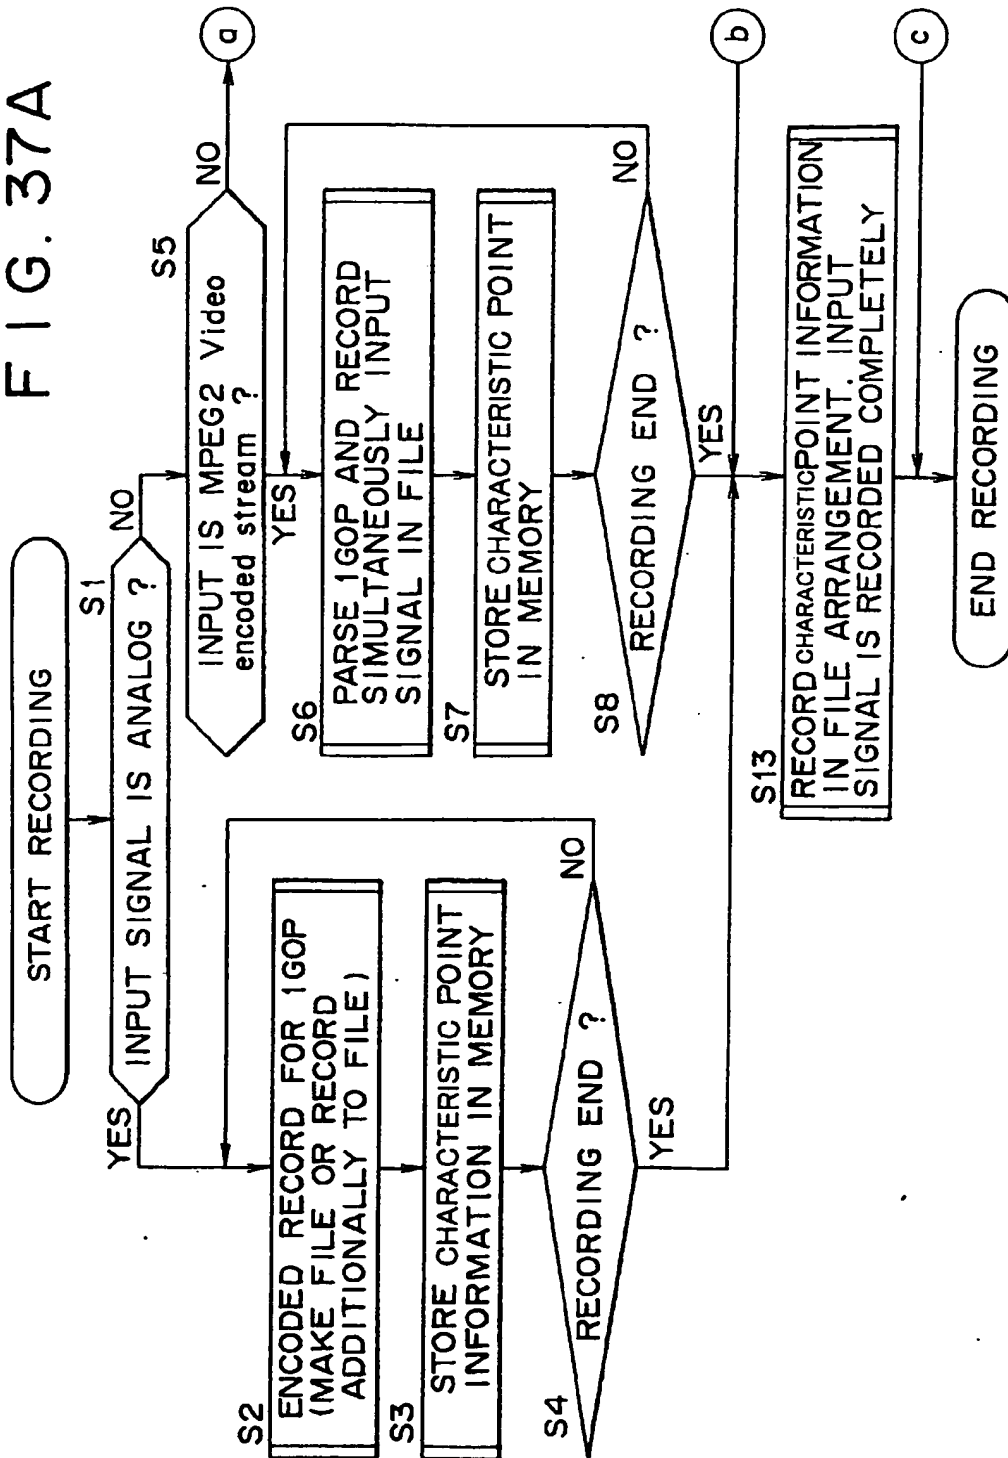 FIG. 37A
START RECORDING
S1
INPUT SIGNAL IS ANALOG ?
YES
NO
S2
ENCODED RECORD FOR 1GOP
(MAKE FILE OR RECORD
ADDITIONALLY TO FILE)
S3
STORE CHARACTERISTIC POINT
INFORMATION IN MEMORY
S4
RECORDING END ?
NO
YES
S5
INPUT IS MPEG2 Video
encoded stream ?
NO
a
YES
S6
PARSE 1GOP AND RECORD
SIMULTANEOUSLY INPUT
SIGNAL IN FILE
S7
STORE CHARACTERISTIC POINT
IN MEMORY
S8
RECORDING END ?
NO
YES
b
S13
RECORD CHARACTERISTICPOINT INFORMATION
IN FILE ARRANGEMENT. INPUT
SIGNAL IS RECORDED COMPLETELY
c
END RECORDING